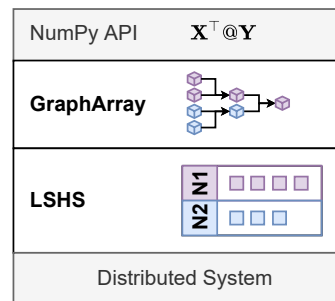 NumPy API X⊤@Y
GraphArray
LSHS
N1
N2
Distributed System